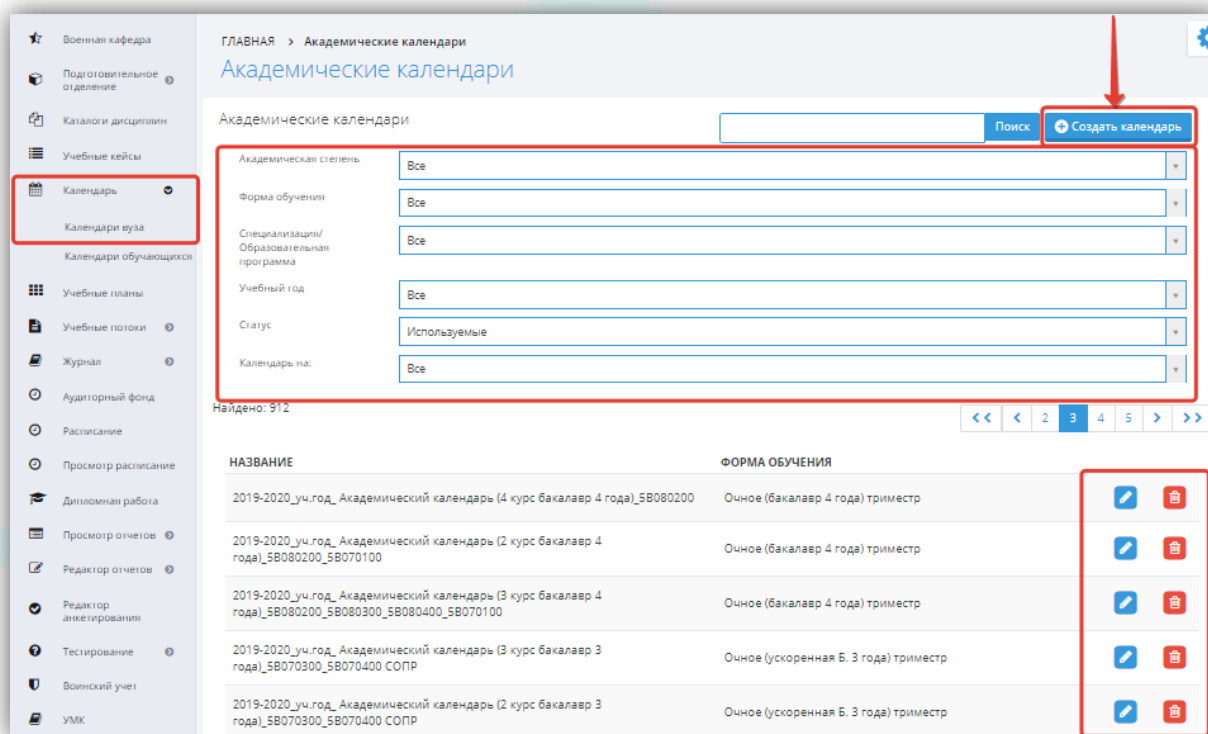 Военная кафедра
Подготовительное
отделение
Каталоги дисциплин
Учебные кейсы
Календарь
Календари вуза
Календари обучающихся
Учебные планы
Учебные потоки
Журнал
Аудиторный фонд
Расписание
Просмотр расписание
Дипломная работа
Просмотр отчетов
Редактор отчетов
Редактор
анкетирования
Тестирование
Воинский учет
УМК
ГЛАВНАЯ > Академические календари
Академические календари
Академические календари
Поиск
Создать календарь
Академическая степень
Все
Форма обучения
Все
Специализация/
Образовательная
программа
Все
Учебный год
Все
Статус
Используемые
Календарь на:
Все
Найдено: 912
<< < 2 3 4 5 > >>
НАЗВАНИЕ ФОРМА ОБУЧЕНИЯ
2019-2020_уч.год_ Академический календарь (4 курс бакалавр 4 года)_5B080200 Очное (бакалавр 4 года) триместр
2019-2020_уч.год_ Академический календарь (2 курс бакалавр 4
года)_5B080200_5B070100
Очное (бакалавр 4 года) триместр
2019-2020_уч.год_ Академический календарь (3 курс бакалавр 4
года)_5B080200_5B080300_5B080400_5B070100
Очное (бакалавр 4 года) триместр
2019-2020_уч.год_ Академический календарь (3 курс бакалавр 3
года)_5B070300_5B070400 СОПР
Очное (ускоренная Б. 3 года) триместр
2019-2020_уч.год_ Академический календарь (2 курс бакалавр 3
года)_5B070300_5B070400 СОПР
Очное (ускоренная Б. 3 года) триместр